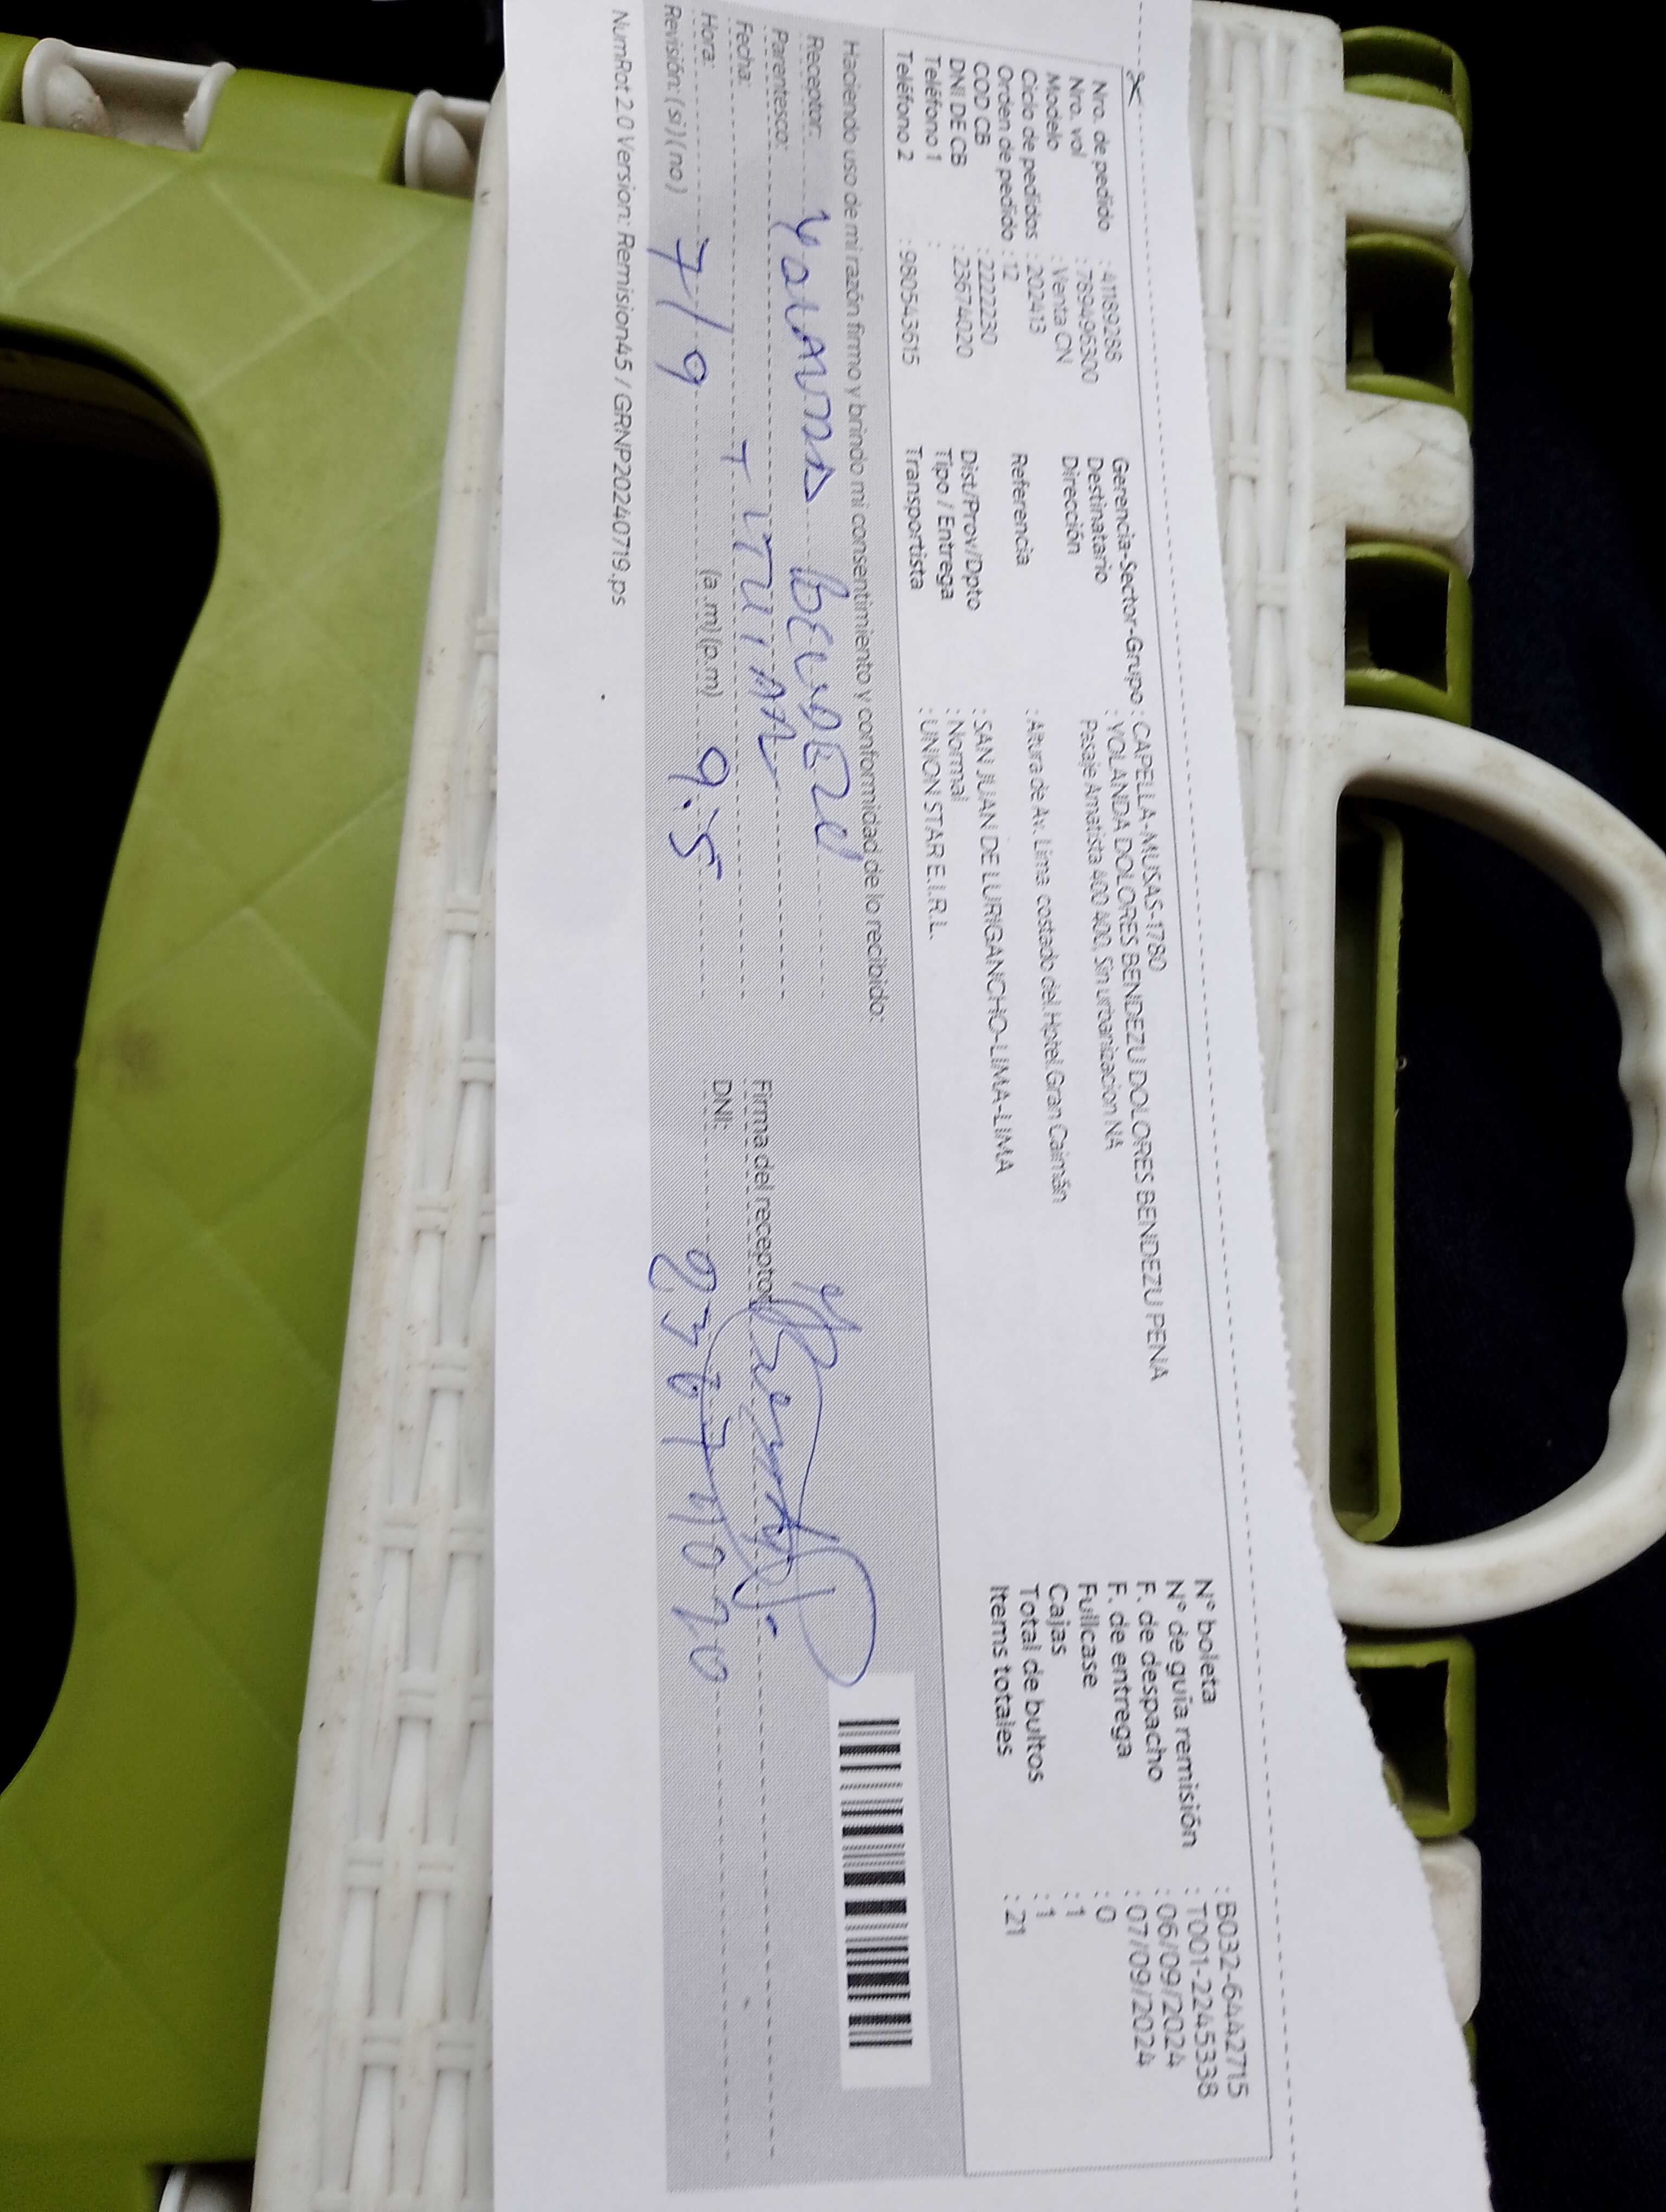 Nro. de pedido : 41189286
Nro. vol : 789496300
Modelo : Venta CN
Ciclo de pedidos : 202413
Orden de pedido : 12
COD CB : 2222230
DNI DE CB : 23674020
Teléfono 1 :
Teléfono 2 : 980543615
Gerencia-Sector-Grupo : CAPELLA-MUSAS-1780
Destinatario : YOLANDA DOLORES BENDEZU DOLORES BENDEZU PENA
Dirección : Pasaje Amatista 400 400, Sin urbanizacion NA
Referencia : Altura de Av. Lima costado del Hotel Gran Caimán
Dist/Prov/Dpto : SAN JUAN DE LURIGANCHO-LIMA-LIMA
Tipo / Entrega : Normal
Transportista : UNION STAR E.I.R.L.
N° boleta : B032-6442715
N° de guía remisión : T001-2245338
F. de despacho : 06/09/2024
F. de entrega : 07/09/2024
Fullcase : 0
Cajas : 1
Total de bultos : 1
Items totales : 21
Haciendo uso de mi razón firmo y brindo mi consentimiento y conformidad de lo recibido:
Receptor: YOLANDA BENDEZU
Parentesco: TITULAR
Fecha:
Hora: (a.m) (p.m)
Revisión: (si) (no) 7/9 9:5
Firma del receptor
DNI: 23674020
NumRot 2.0 Version: Remision45 / GRNP20240719.ps